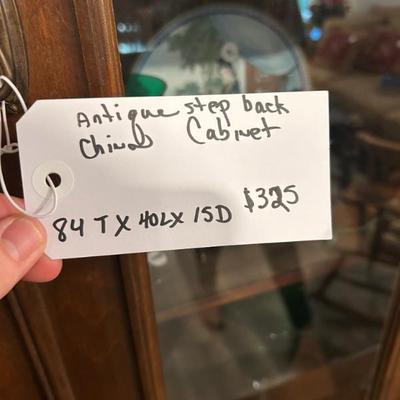 Antique step back
China Cabinet
84 T X 40L X 15D $325